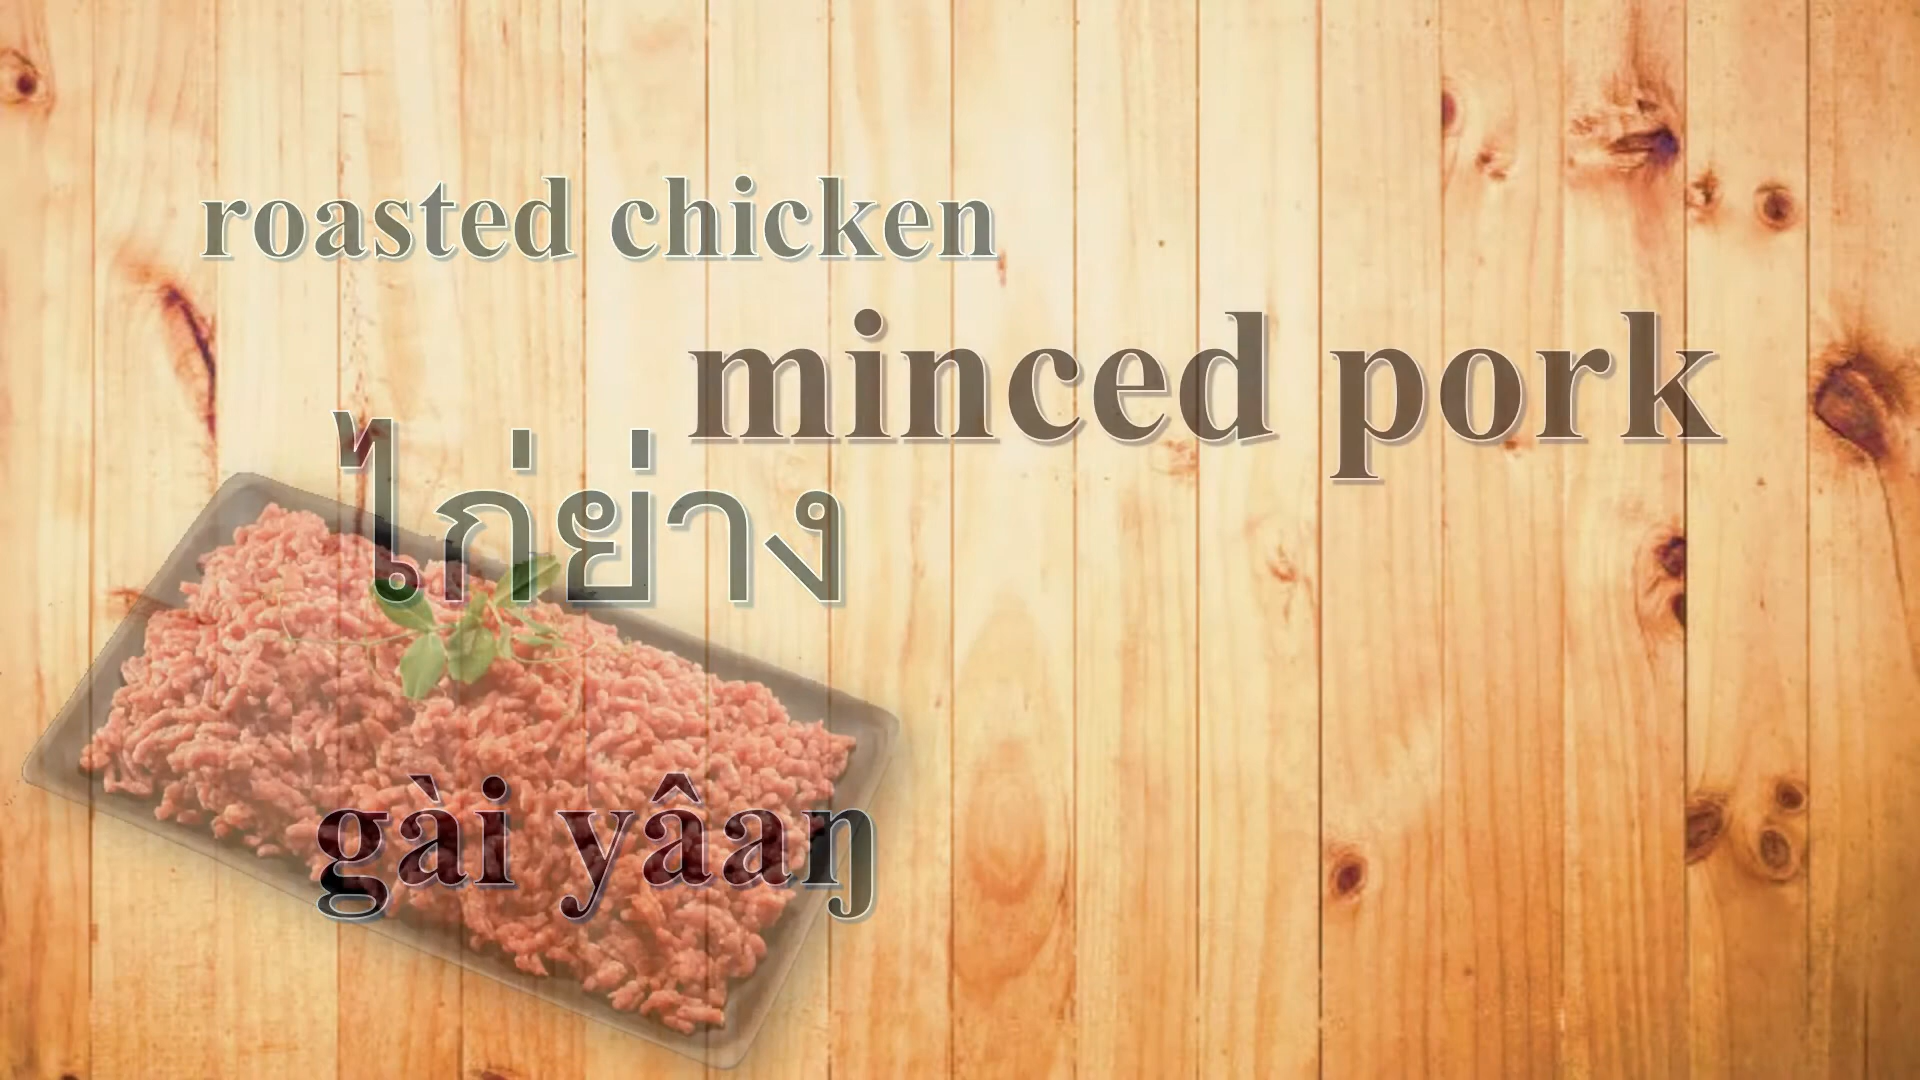 roasted chicken
minced pork
ไก่ย่าง
gài yâaŋ